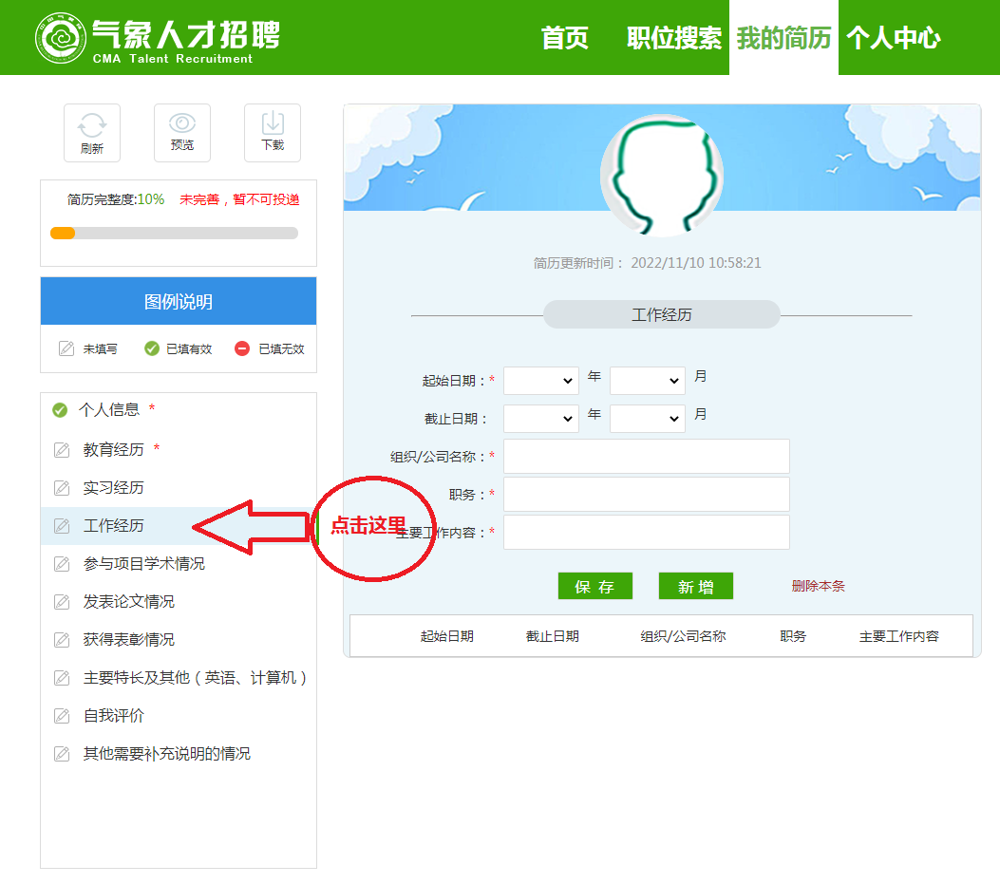 气象人才招聘
CMA Talent Recruitment
首页 职位搜索 我的简历 个人中心
刷新 预览 下载
简历完整度:10% 未完善，暂不可投递
图例说明
未填写 已填有效 已填无效
个人信息 *
教育经历 *
实习经历
工作经历
参与项目学术情况
发表论文情况
获得表彰情况
主要特长及其他（英语、计算机）
自我评价
其他需要补充说明的情况
点击这里
简历更新时间： 2022/11/10 10:58:21
工作经历
起始日期：* 年 月
截止日期： 年 月
组织/公司名称：*
职务：*
主要工作内容：*
保 存 新 增 删除本条
起始日期 截止日期 组织/公司名称 职务 主要工作内容